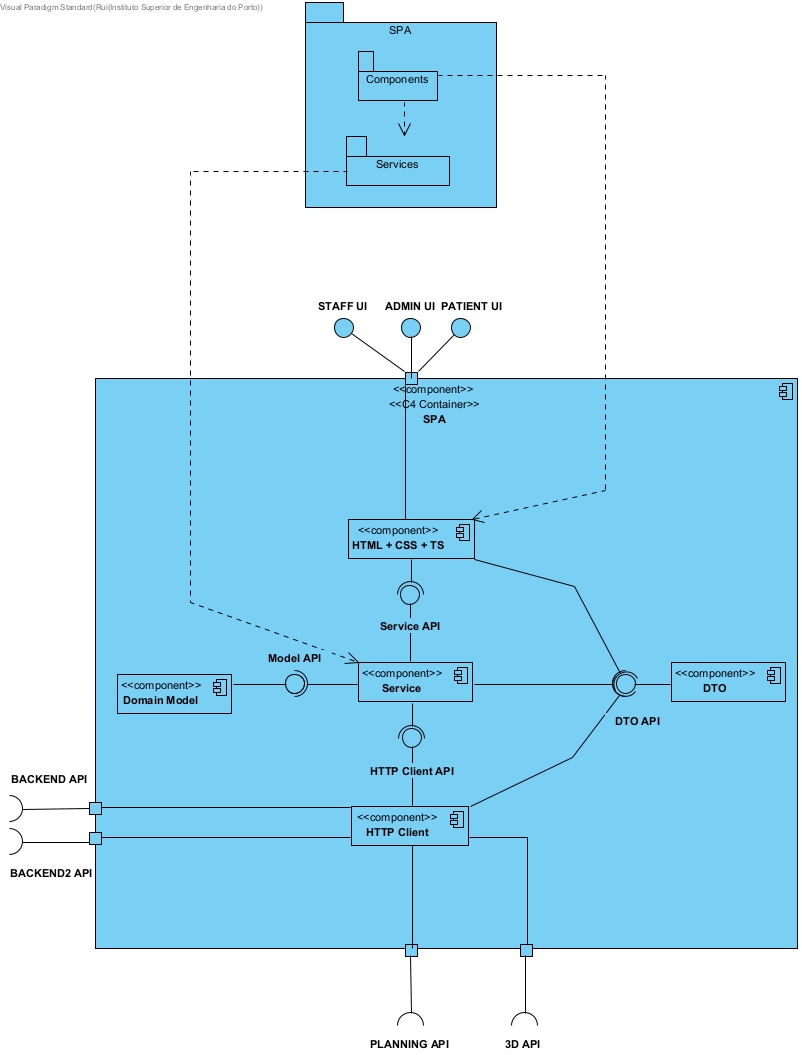 Visual Paradigm Standard(Rui(Instituto Superior de Engenharia do Porto))
SPA
Components
Services
STAFF UI
ADMIN UI
PATIENT UI
<<component>>
<<C4 Container>>
SPA
<<component>>
HTML + CSS + TS
Service API
Model API
<<component>>
Domain Model
<<component>>
Service
<<component>>
DTO
DTO API
HTTP Client API
BACKEND API
<<component>>
HTTP Client
BACKEND2 API
PLANNING API
3D API